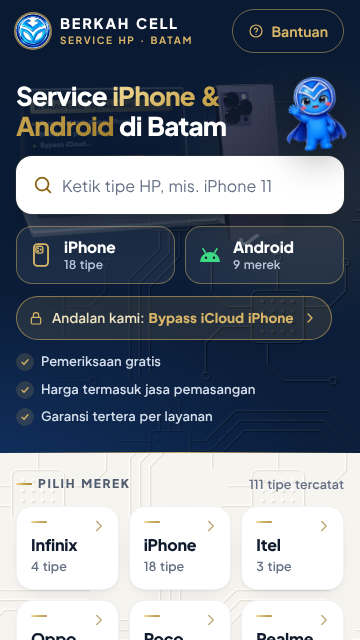 BERKAH CELL
SERVICE HP · BATAM
Bantuan
Service iPhone &
Android di Batam
Ketik tipe HP, mis. iPhone 11
iPhone
18 tipe
Android
9 merek
Andalan kami: Bypass iCloud iPhone
Pemeriksaan gratis
Harga termasuk jasa pemasangan
Garansi tertera per layanan
PILIH MEREK
111 tipe tercatat
Infinix
4 tipe
iPhone
18 tipe
Itel
3 tipe
Oppo
Poco
Realme